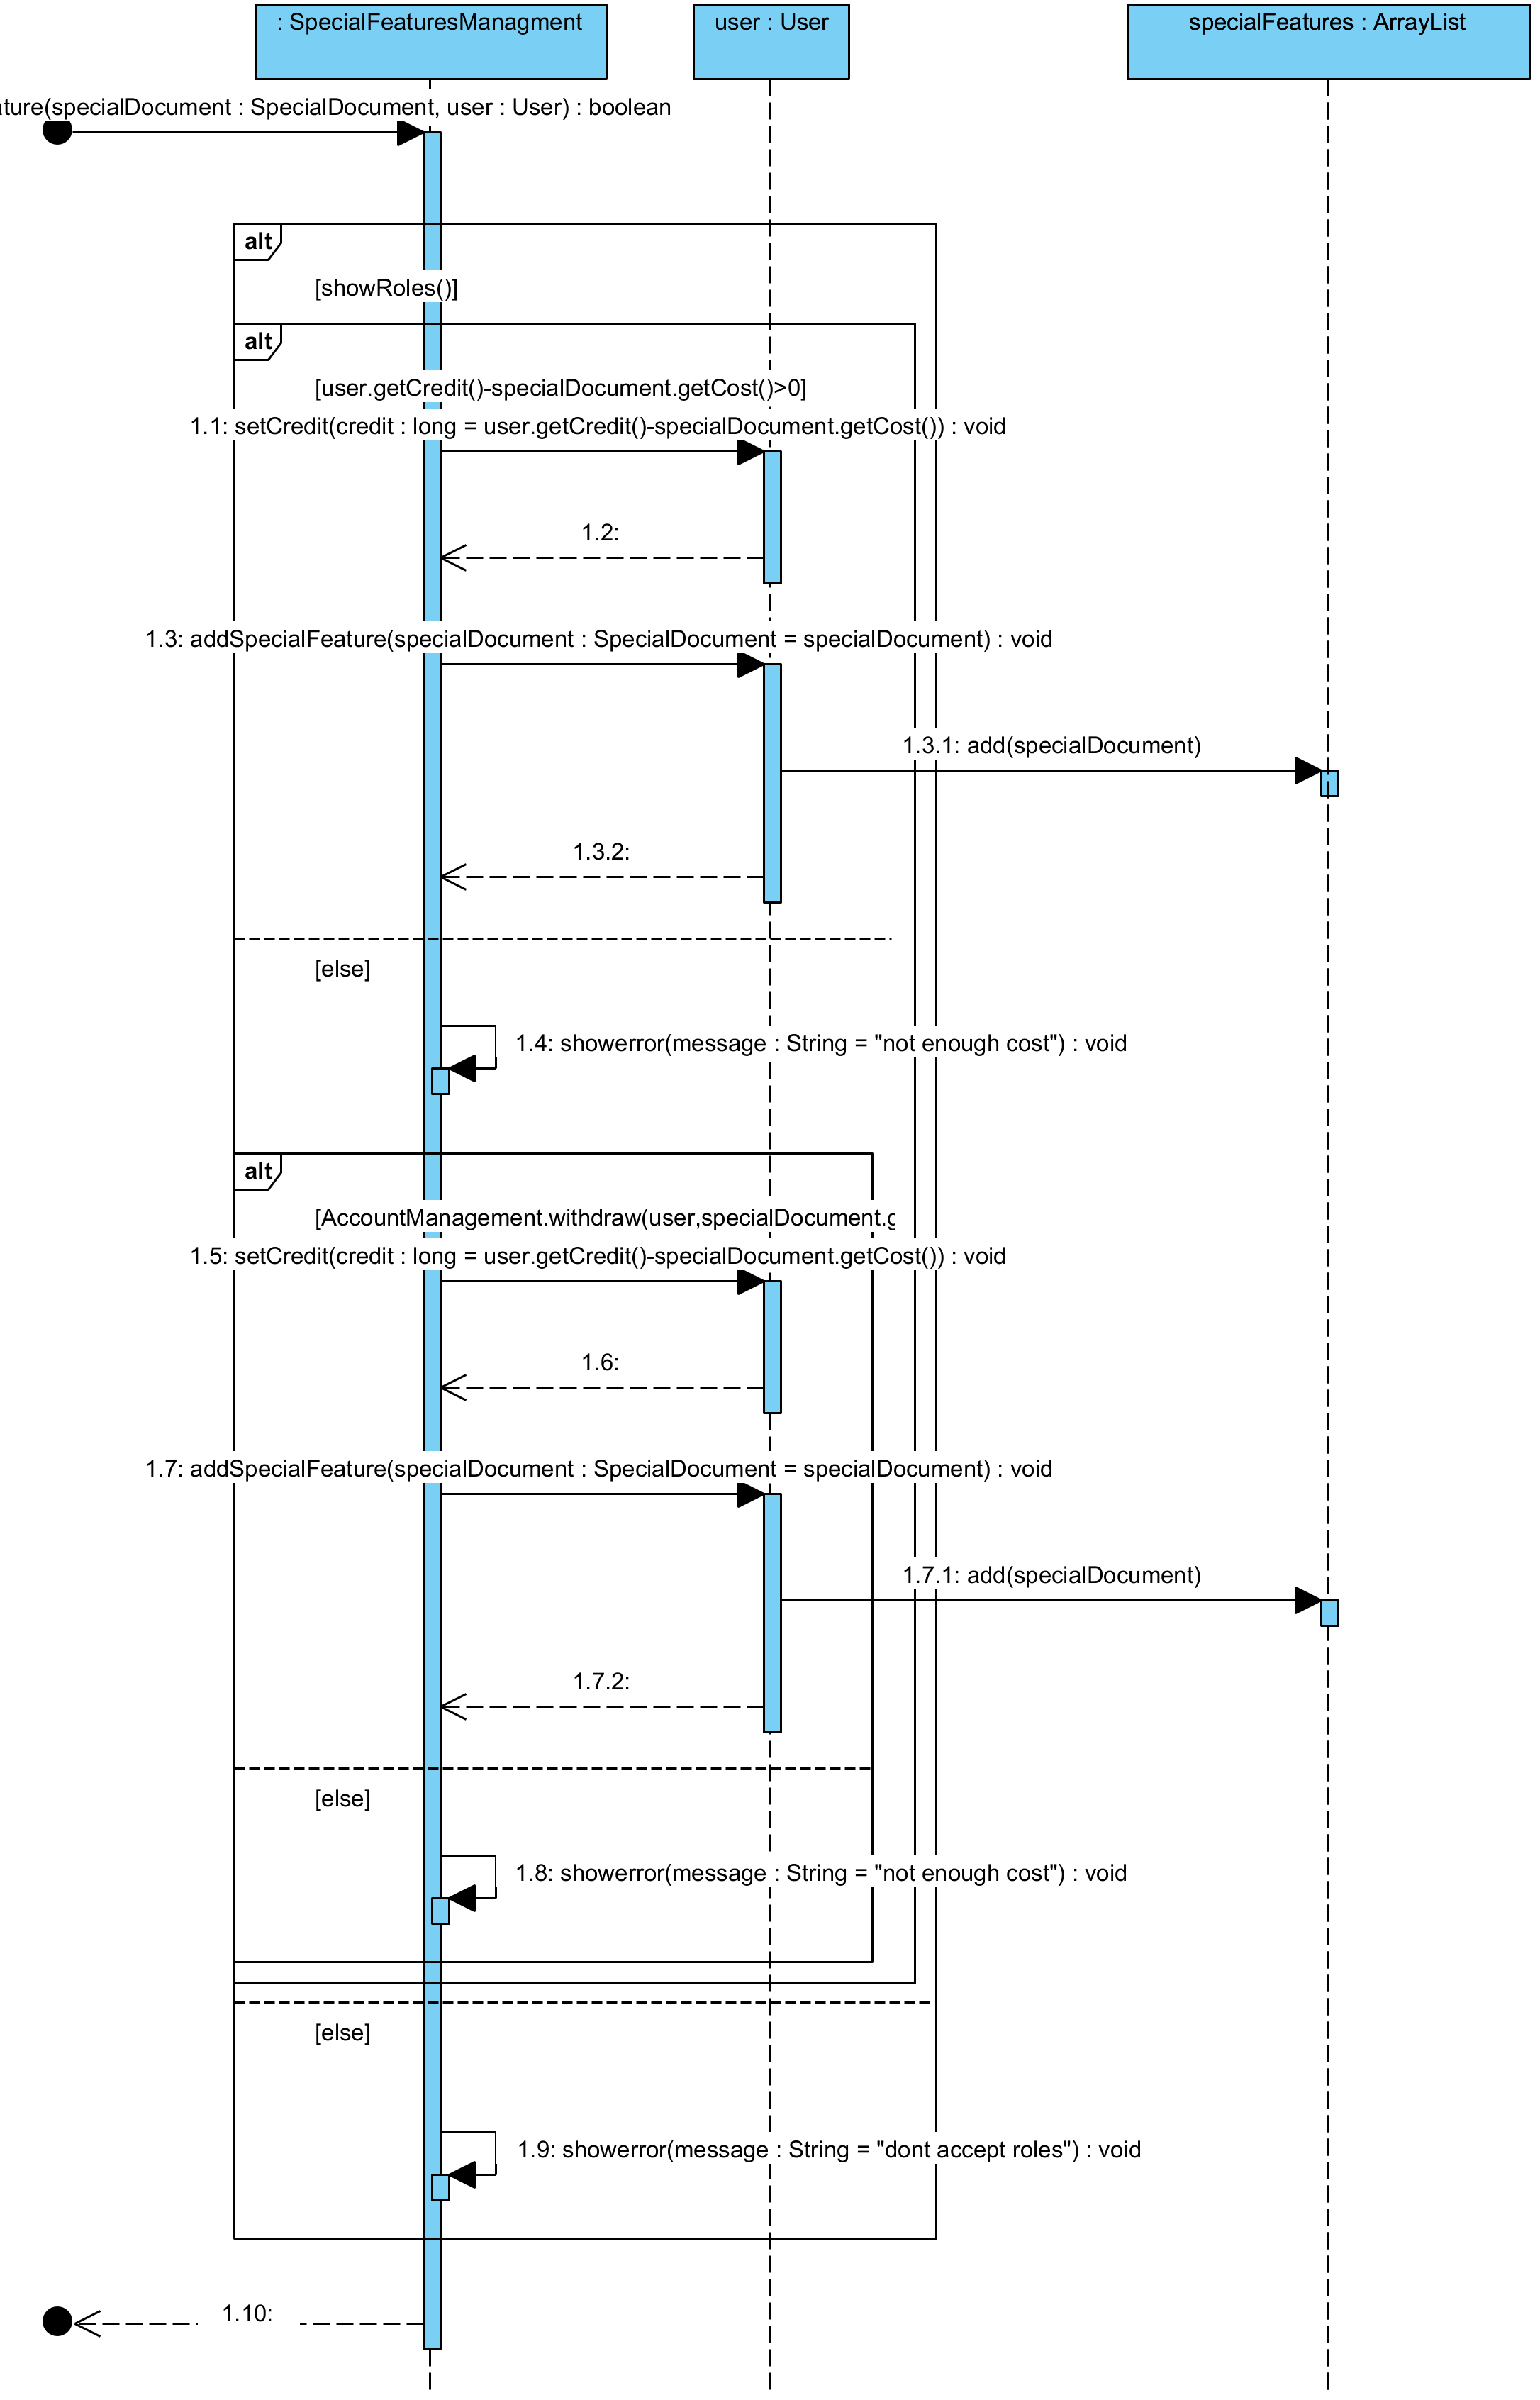 : SpecialFeaturesManagment
user : User
specialFeatures : ArrayList
ature(specialDocument : SpecialDocument, user : User) : boolean
alt
[showRoles()]
alt
[user.getCredit()-specialDocument.getCost()>0]
1.1: setCredit(credit : long = user.getCredit()-specialDocument.getCost()) : void
1.2:
1.3: addSpecialFeature(specialDocument : SpecialDocument = specialDocument) : void
1.3.1: add(specialDocument)
1.3.2:
[else]
1.4: showerror(message : String = "not enough cost") : void
alt
[AccountManagement.withdraw(user,specialDocument.g
1.5: setCredit(credit : long = user.getCredit()-specialDocument.getCost()) : void
1.6:
1.7: addSpecialFeature(specialDocument : SpecialDocument = specialDocument) : void
1.7.1: add(specialDocument)
1.7.2:
[else]
1.8: showerror(message : String = "not enough cost") : void
[else]
1.9: showerror(message : String = "dont accept roles") : void
1.10: